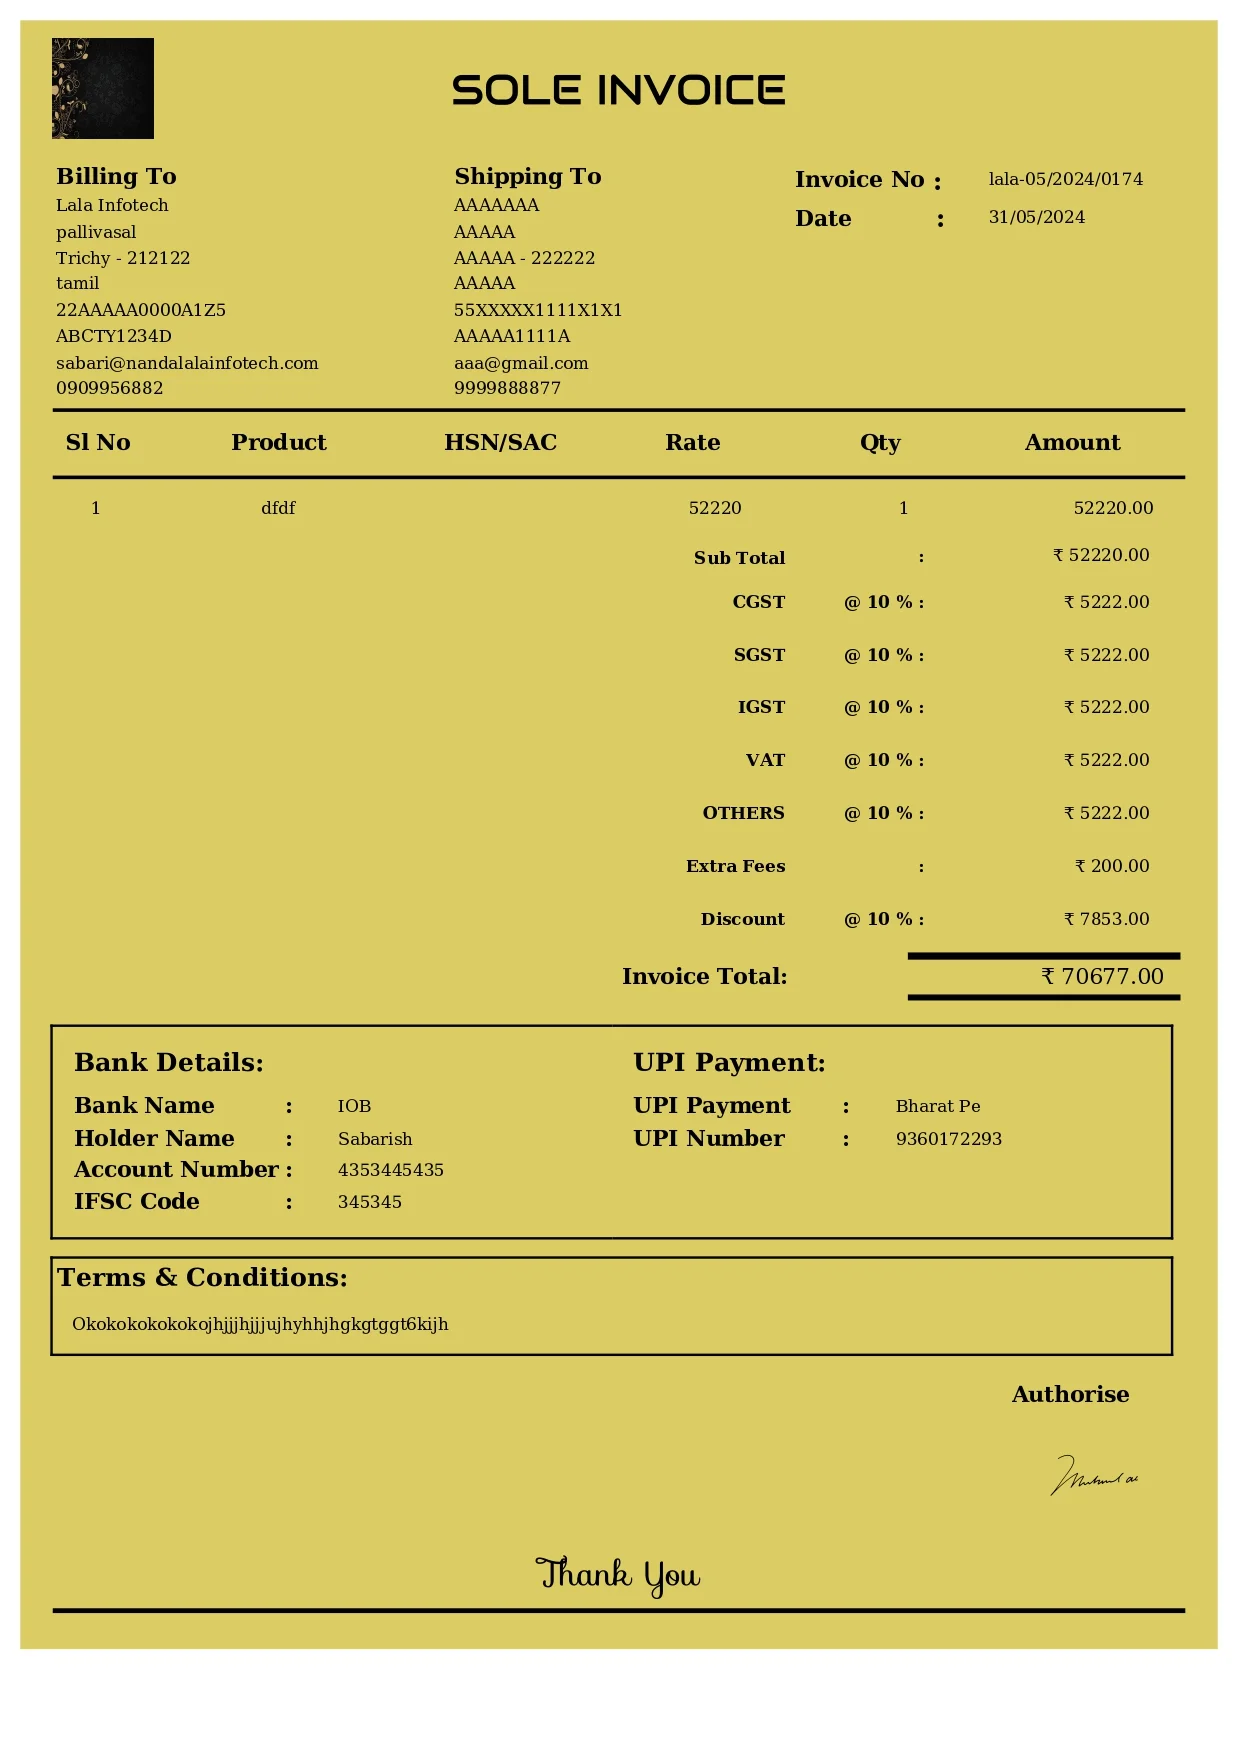 SOLE INVOICE
Billing To
Lala Infotech
pallivasal
Trichy - 212122
tamil
22AAAAA0000A1Z5
ABCTY1234D
sabari@nandalalainfotech.com
0909956882
Shipping To
AAAAAAA
AAAAA
AAAAA - 222222
AAAAA
55XXXXX1111X1X1
AAAAA1111A
aaa@gmail.com
9999888877
Invoice No : lala-05/2024/0174
Date : 31/05/2024
Sl No Product HSN/SAC Rate Qty Amount
1 dfdf 52220 1 52220.00
Sub Total : ₹ 52220.00
CGST @ 10 % : ₹ 5222.00
SGST @ 10 % : ₹ 5222.00
IGST @ 10 % : ₹ 5222.00
VAT @ 10 % : ₹ 5222.00
OTHERS @ 10 % : ₹ 5222.00
Extra Fees : ₹ 200.00
Discount @ 10 % : ₹ 7853.00
Invoice Total: ₹ 70677.00
Bank Details:
Bank Name : IOB
Holder Name : Sabarish
Account Number : 4353445435
IFSC Code : 345345
UPI Payment:
UPI Payment : Bharat Pe
UPI Number : 9360172293
Terms & Conditions:
Okokokokokokojhjjjhjjjujhyhhjhgkgtggt6kijh
Authorise
Thank You